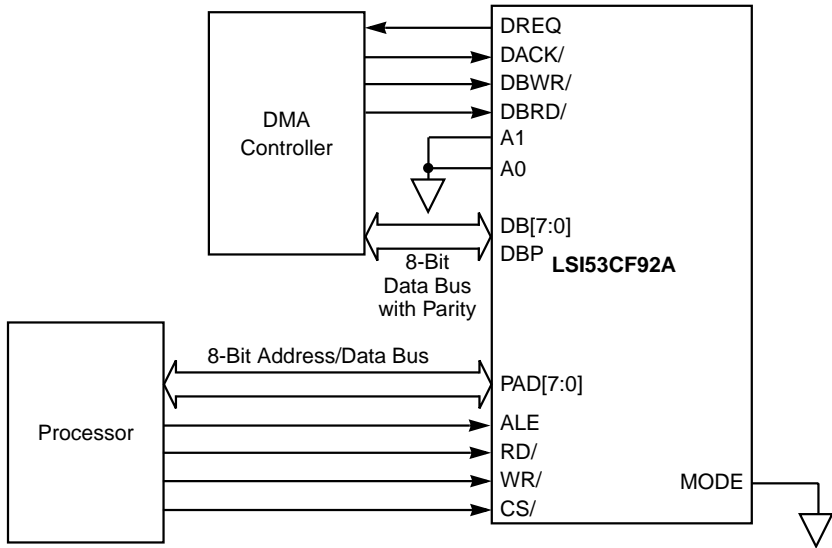 DREQ
DACK/
DBWR/
DBRD/
A1
A0
DMA
Controller
DB[7:0]
DBP
LSI53CF92A
8-Bit
Data Bus
with Parity
8-Bit Address/Data Bus
PAD[7:0]
Processor
ALE
RD/
WR/
CS/
MODE